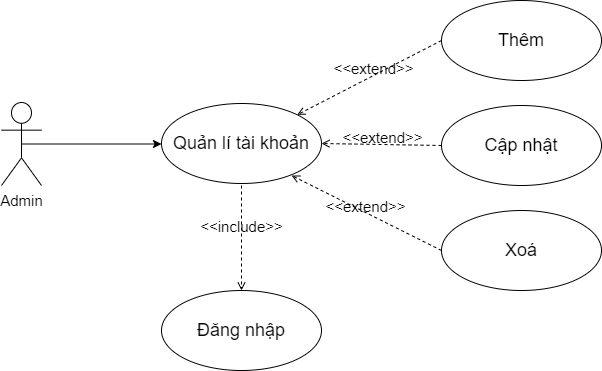 Thêm
<<extend>>
Quản lí tài khoản
<<extend>>
Cập nhật
Admin
<<extend>>
<<include>>
Xoá
Đăng nhập